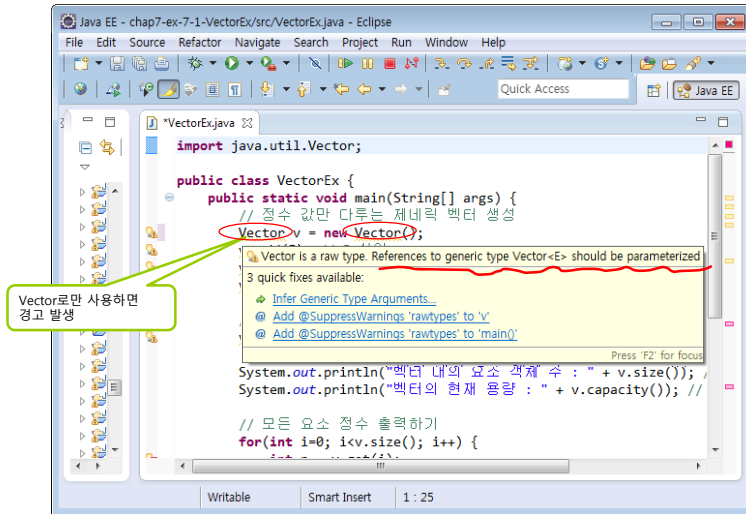 Java EE - chap7-ex-7-1-VectorEx/src/VectorEx.java - Eclipse
File Edit Source Refactor Navigate Search Project Run Window Help
Quick Access
Java EE
*VectorEx.java
import java.util.Vector;
public class VectorEx {
public static void main(String[] args) {
// 정수 값만 다루는 제네릭 벡터 생성
Vector v = new Vector();
Vector is a raw type. References to generic type Vector<E> should be parameterized
3 quick fixes available:
Infer Generic Type Arguments...
@ Add @SuppressWarnings 'rawtypes' to 'v'
@ Add @SuppressWarnings 'rawtypes' to 'main()'
Press 'F2' for focus
Vector로만 사용하면
경고 발생
System.out.println("벡터 내의 요소 객체 수 : " + v.size()); /
System.out.println("벡터의 현재 용량 : " + v.capacity()); //
// 모든 요소 정수 출력하기
for(int i=0; i<v.size(); i++) {
Writable Smart Insert 1 : 25